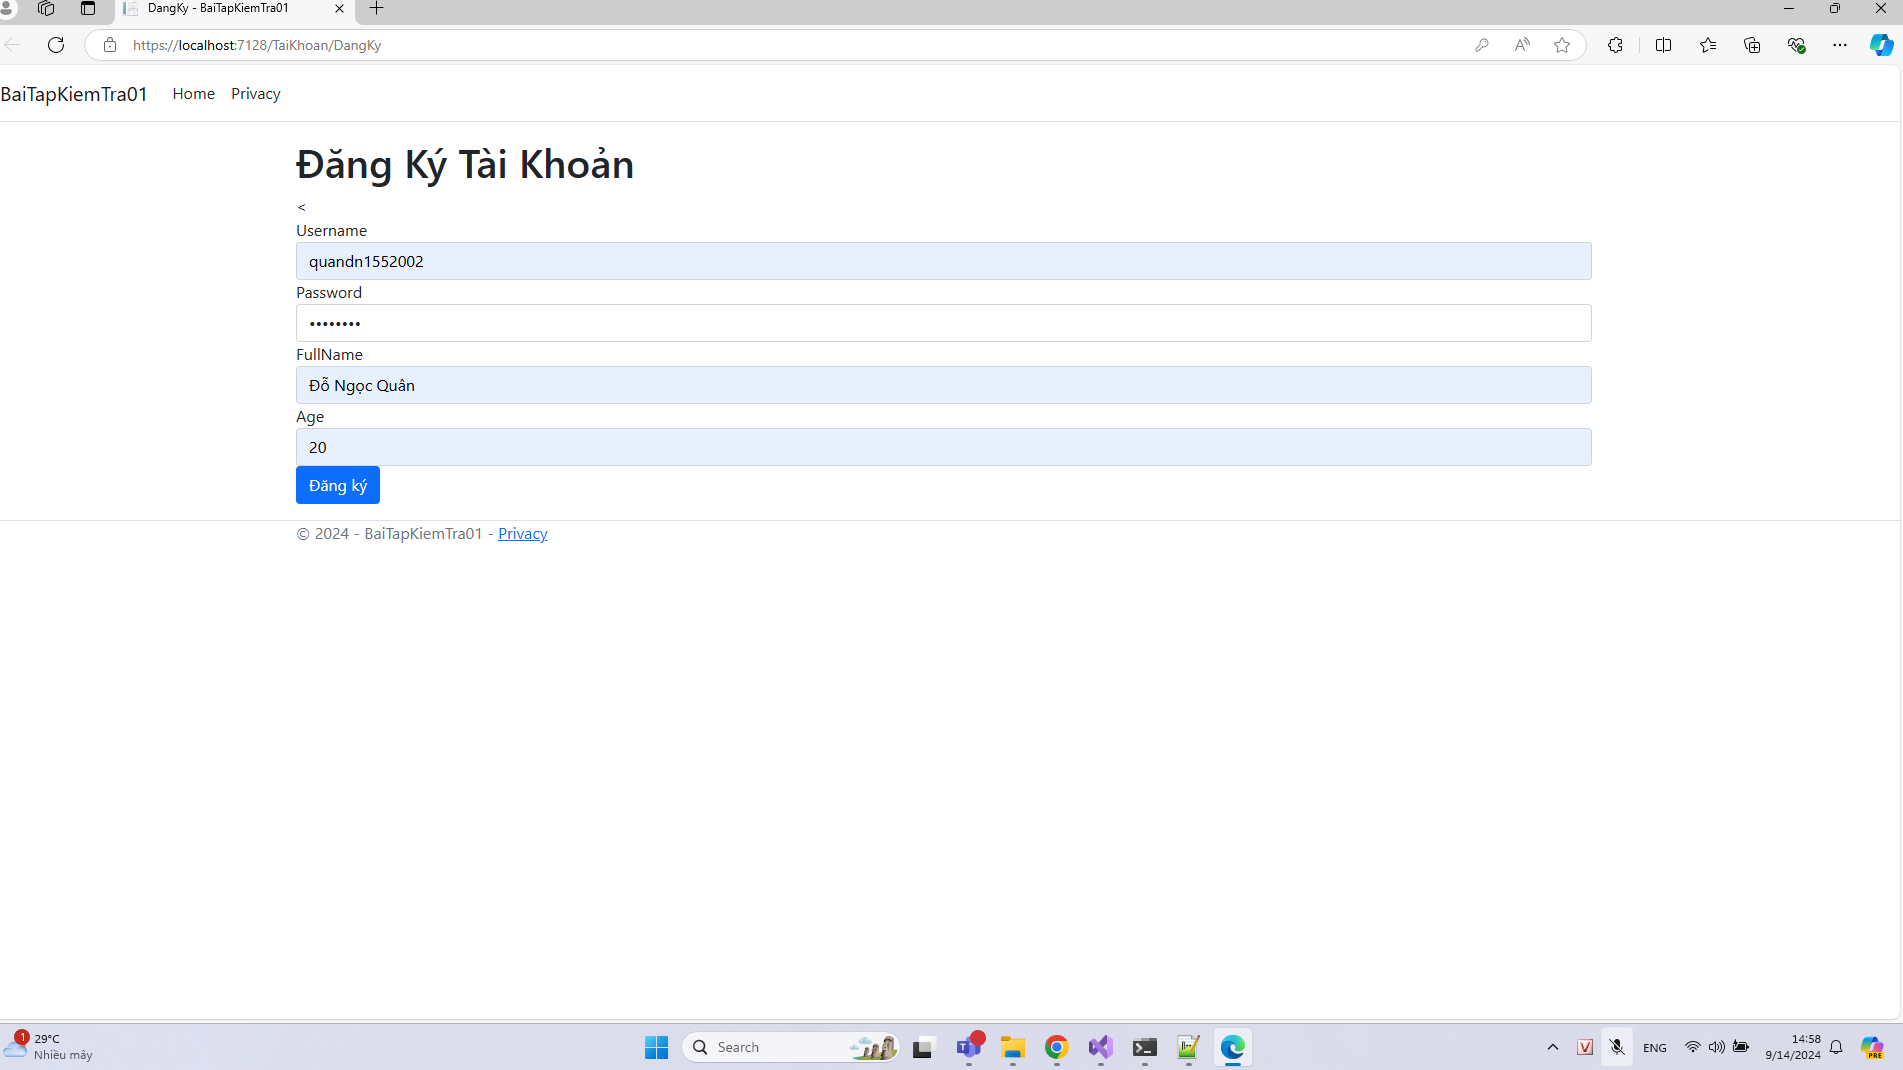 DangKy - BaiTapKiemTra01
https://localhost:7128/TaiKhoan/DangKy
BaiTapKiemTra01 Home Privacy
Đăng Ký Tài Khoản
<
Username
quandn1552002
Password
••••••••
FullName
Đỗ Ngọc Quân
Age
20
Đăng ký
© 2024 - BaiTapKiemTra01 - Privacy
1
29°C
Nhiều mây
Search
ENG
14:58
9/14/2024
PRE